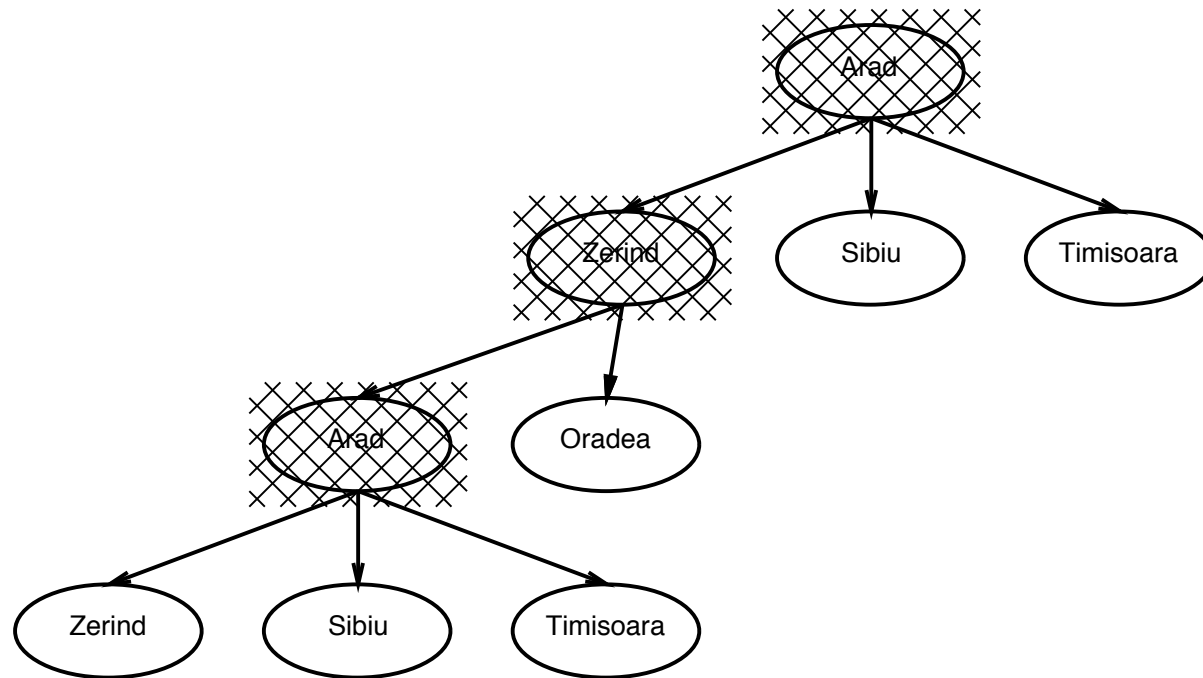 Arad
Zerind
Sibiu
Timisoara
Arad
Oradea
Zerind
Sibiu
Timisoara